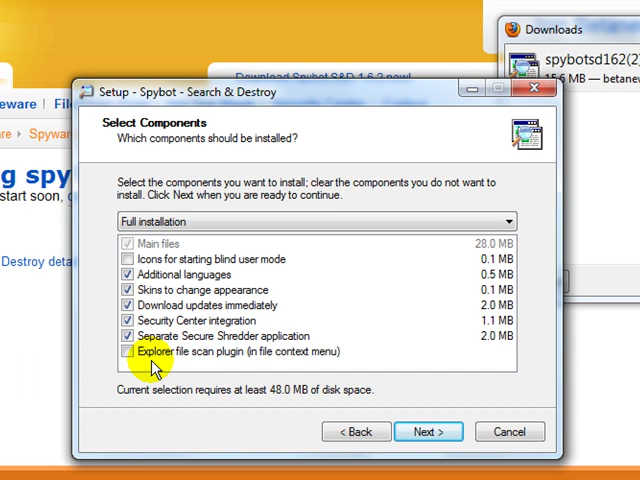 Downloads
spybotsd162(2)
15.6 MB — betanew
Download Spybot S&D 1.6.2 now!
Setup - Spybot - Search & Destroy
eware
File
re
Spywar
g spy
start soon,
Destroy deta
Select Components
Which components should be installed?
Select the components you want to install; clear the components you do not want to
install. Click Next when you are ready to continue.
Full installation
Main files 28.0 MB
Icons for starting blind user mode 0.1 MB
Additional languages 0.5 MB
Skins to change appearance 0.1 MB
Download updates immediately 2.0 MB
Security Center integration 1.1 MB
Separate Secure Shredder application 2.0 MB
Explorer file scan plugin (in file context menu)
Current selection requires at least 48.0 MB of disk space.
< Back
Next >
Cancel